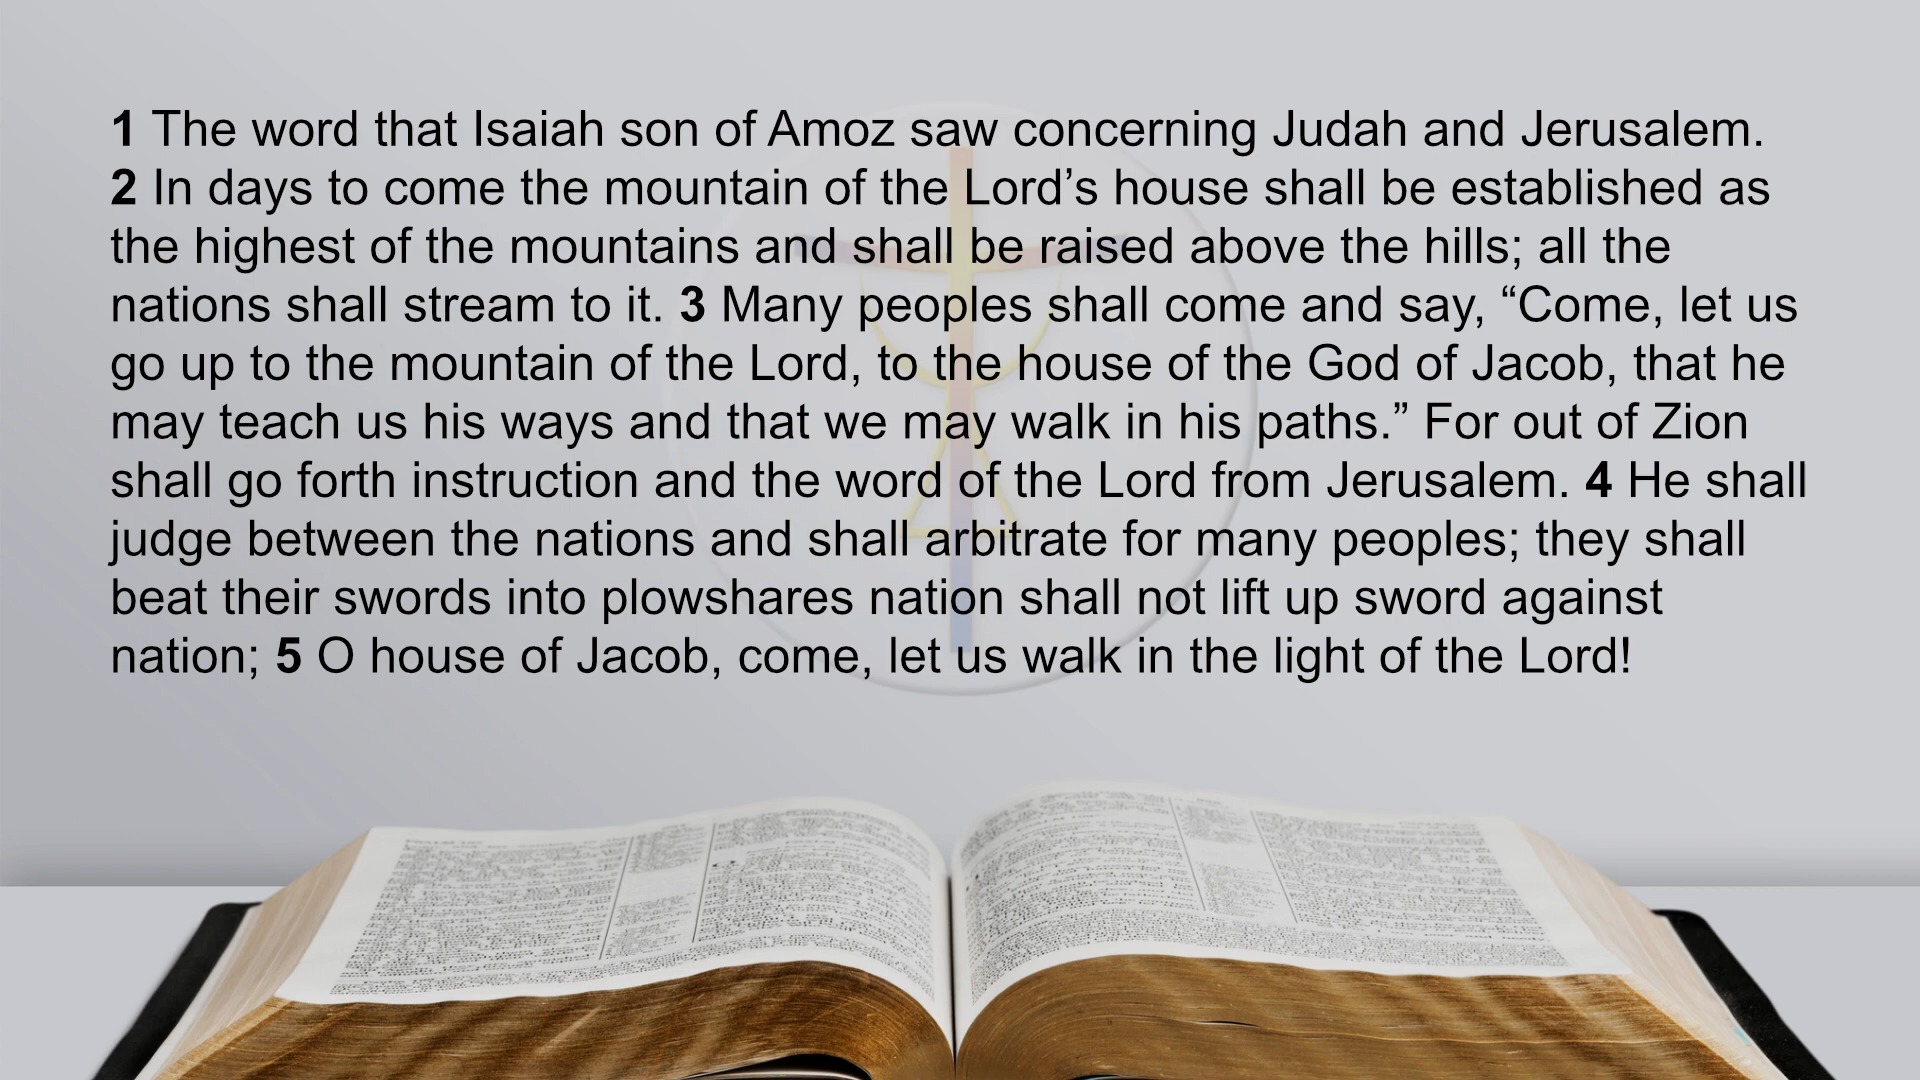 1 The word that Isaiah son of Amoz saw concerning Judah and Jerusalem.
2 In days to come the mountain of the Lord’s house shall be established as
the highest of the mountains and shall be raised above the hills; all the
nations shall stream to it. 3 Many peoples shall come and say, “Come, let us
go up to the mountain of the Lord, to the house of the God of Jacob, that he
may teach us his ways and that we may walk in his paths.” For out of Zion
shall go forth instruction and the word of the Lord from Jerusalem. 4 He shall
judge between the nations and shall arbitrate for many peoples; they shall
beat their swords into plowshares nation shall not lift up sword against
nation; 5 O house of Jacob, come, let us walk in the light of the Lord!